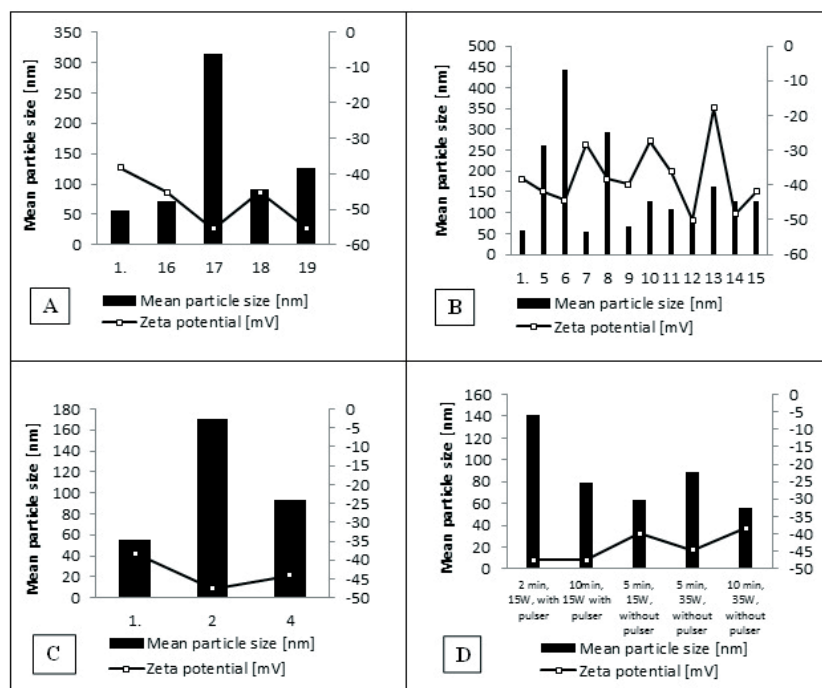 350 300 250 200 150 100 50 0
Mean particle size [nm]
0 -10 -20 -30 -40 -50 -60
1. 16 17 18 19
Mean particle size [nm]
Zeta potential [mV]
A
500 450 400 350 300 250 200 150 100 50 0
Mean particle size [nm]
0 -10 -20 -30 -40 -50 -60
1. 5 6 7 8 9 10 11 12 13 14 15
Mean particle size [nm]
Zeta potential [mV]
B
180 160 140 120 100 80 60 40 20 0
Mean particle size [nm]
0 -5 -10 -15 -20 -25 -30 -35 -40 -45 -50
1. 2 4
Mean particle size [nm]
Zeta potential [mV]
C
160 140 120 100 80 60 40 20 0
Mean particle size [nm]
0 -5 -10 -15 -20 -25 -30 -35 -40 -45 -50
2 min, 10min, 5 min, 5 min, 10 min,
15W, with 15W with 15W, 35W, 35W,
pulser pulser without without without
pulser pulser pulser
Mean particle size [nm]
Zeta potential [mV]
D